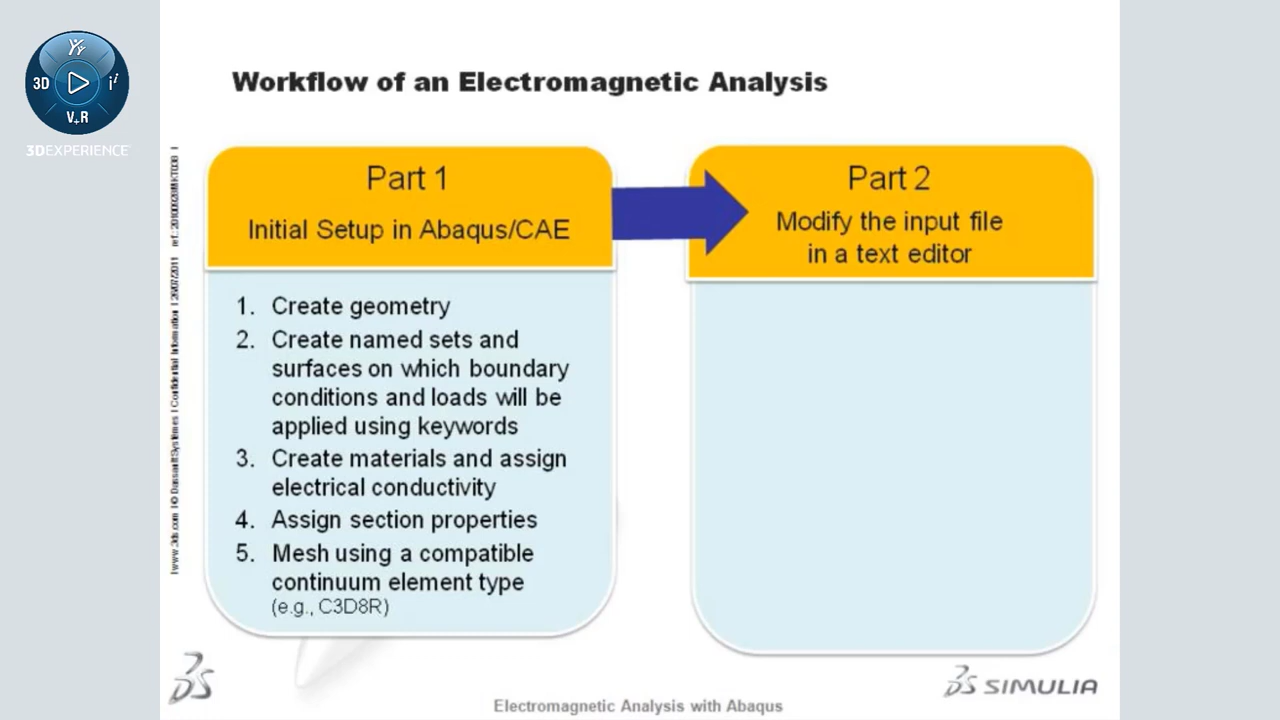 3D
i
V,R
3DEXPERIENCE
Workflow of an Electromagnetic Analysis
Part 1
Initial Setup in Abaqus/CAE
1. Create geometry
2. Create named sets and
surfaces on which boundary
conditions and loads will be
applied using keywords
3. Create materials and assign
electrical conductivity
4. Assign section properties
5. Mesh using a compatible
continuum element type
(e.g., C3D8R)
Part 2
Modify the input file
in a text editor
SIMULIA
Electromagnetic Analysis with Abaqus